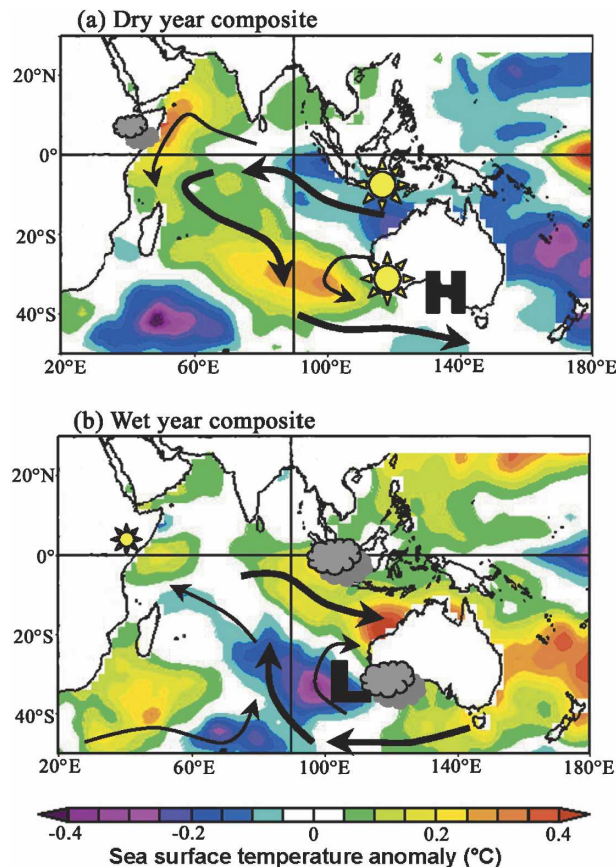 (a) Dry year composite
20°N
0°
20°S
40°S
H
20°E
60°E
100°E
140°E
180°E
(b) Wet year composite
20°N
0°
20°S
40°S
L
20°E
60°E
100°E
140°E
180°E
-0.4
-0.2
0
0.2
0.4
Sea surface temperature anomaly (°C)